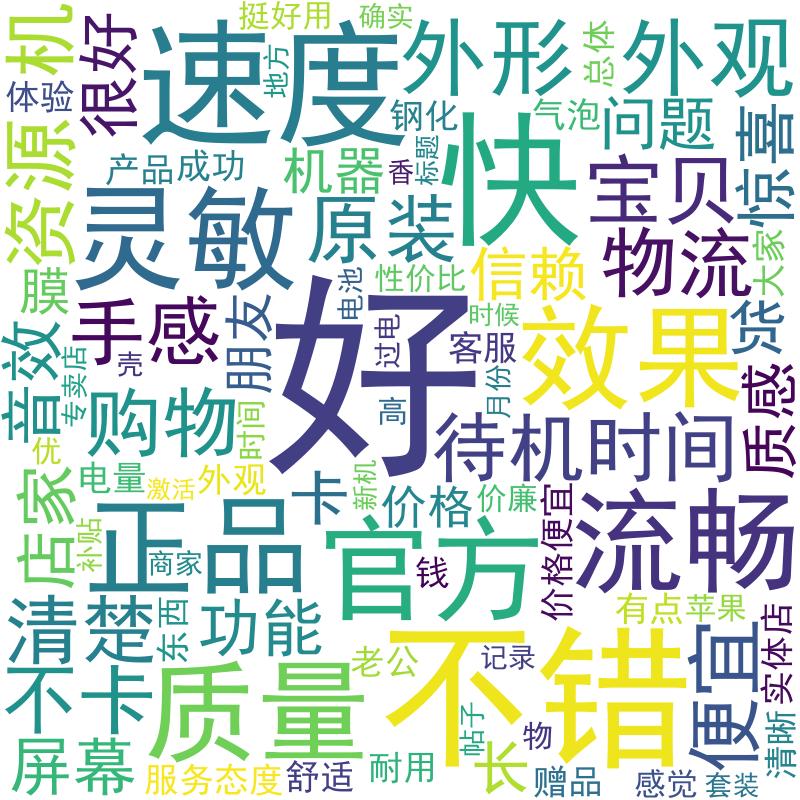 机
挺好用
确实
很好
速度
外形
总体
外观
地方
体验
钢化
气泡
问题
资源
产品
成功
机器
香
标题
快
宝贝
惊喜
灵敏
原装
信赖
物流
大家
膜
手感
朋友
电池
性价比
货
好
时候
效果
音效
专卖店
壳
过电
客服
质感
购物
时间
高
月份
待机时间
优
店家
电量
激活
外观
卡
新机
价格
价廉
价格便宜
流畅
补贴
正品
商家
官方
钱
清楚
东西
功能
有点
苹果
便宜
实体店
不卡
质量
老公
不错
记录
屏幕
帖子
物
清晰
服务态度
舒适
耐用
长
赠品
感觉
套装